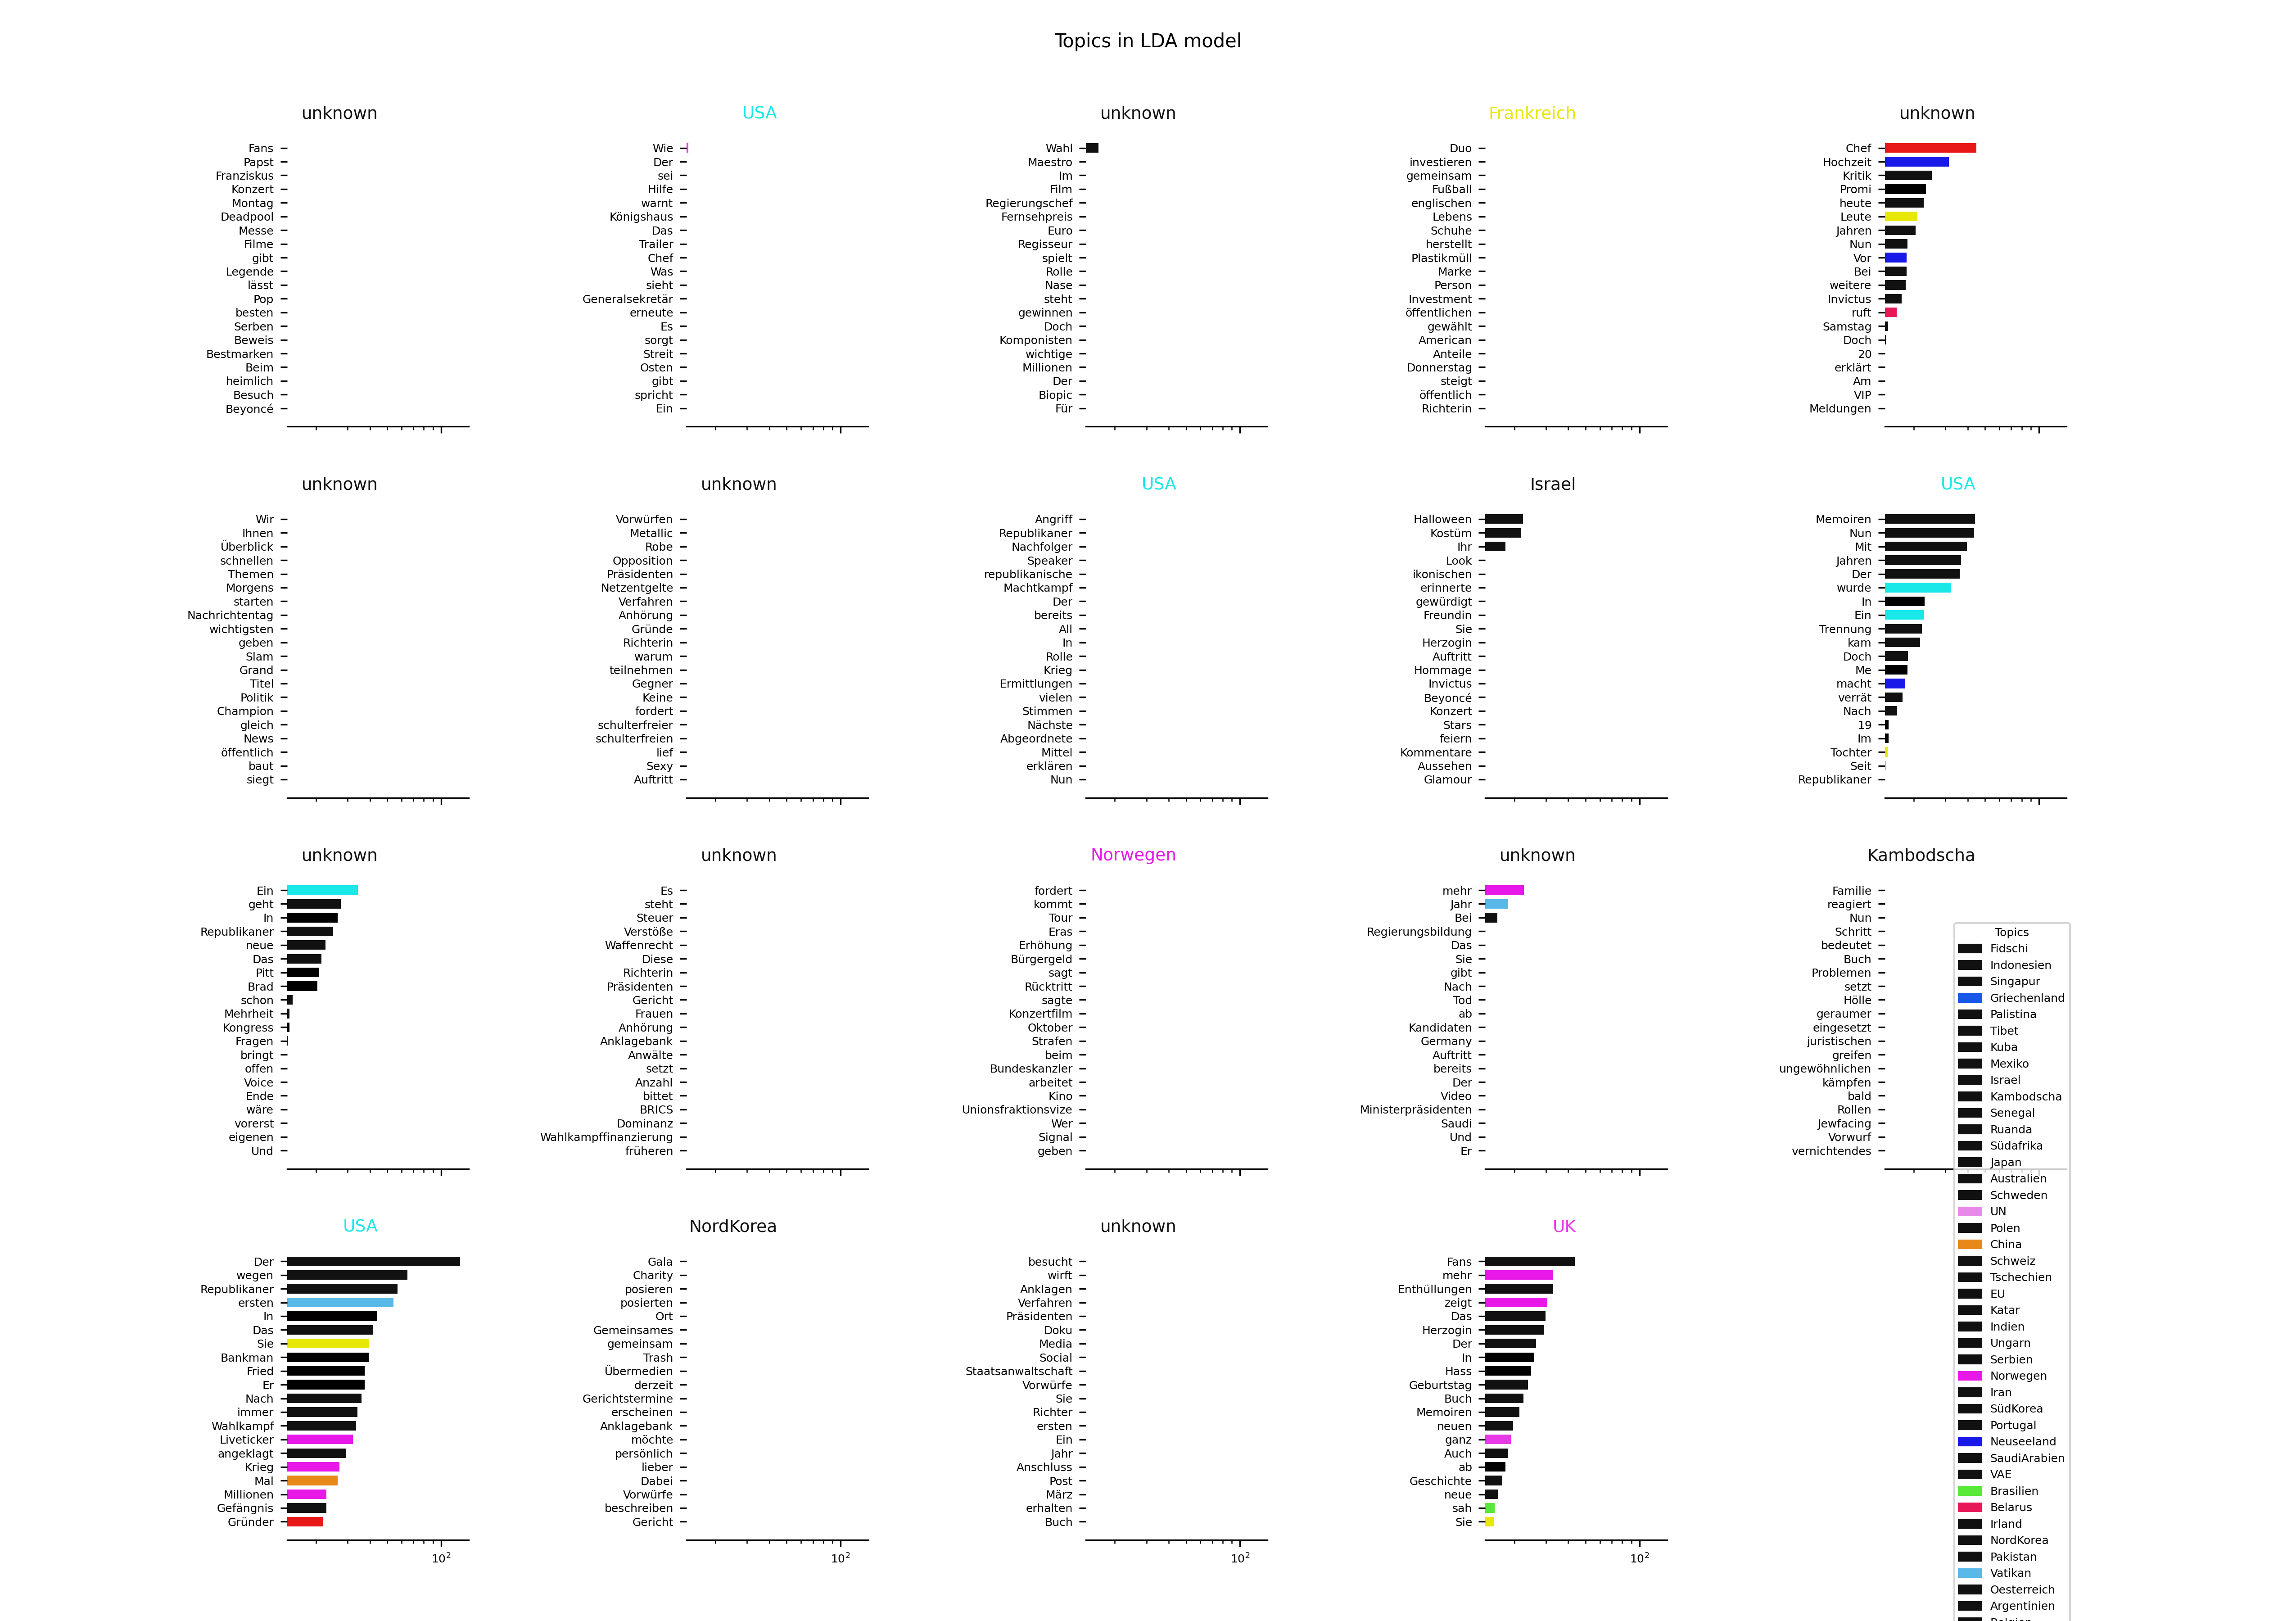 Topics in LDA model
unknown
Fans
Papst
Franziskus
Konzert
Montag
Deadpool
Messe
Filme
gibt
Legende
lässt
Pop
besten
Serben
Beweis
Bestmarken
Beim
heimlich
Besuch
Beyoncé
USA
Wie
Der
sei
Hilfe
warnt
Königshaus
Das
Trailer
Chef
Was
sieht
Generalsekretär
erneute
Es
sorgt
Streit
Osten
gibt
spricht
Ein
unknown
Wahl
Maestro
Im
Film
Regierungschef
Fernsehpreis
Euro
Regisseur
spielt
Rolle
Nase
steht
gewinnen
Doch
Komponisten
wichtige
Millionen
Der
Biopic
Für
Frankreich
Duo
investieren
gemeinsam
Fußball
englischen
Lebens
Schuhe
herstellt
Plastikmüll
Marke
Person
Investment
öffentlichen
gewählt
American
Anteile
Donnerstag
steigt
öffentlich
Richterin
unknown
Chef
Hochzeit
Kritik
Promi
heute
Leute
Jahren
Nun
Vor
Bei
weitere
Invictus
ruft
Samstag
Doch
20
erklärt
Am
VIP
Meldungen
unknown
Wir
Ihnen
Überblick
schnellen
Themen
Morgens
starten
Nachrichtentag
wichtigsten
geben
Slam
Grand
Titel
Politik
Champion
gleich
News
öffentlich
baut
siegt
unknown
Vorwürfen
Metallic
Robe
Opposition
Präsidenten
Netzentgelte
Verfahren
Anhörung
Gründe
Richterin
warum
teilnehmen
Gegner
Keine
fordert
schulterfreier
schulterfreien
lief
Sexy
Auftritt
USA
Angriff
Republikaner
Nachfolger
Speaker
republikanische
Machtkampf
Der
bereits
All
In
Rolle
Krieg
Ermittlungen
vielen
Stimmen
Nächste
Abgeordnete
Mittel
erklären
Nun
Israel
Halloween
Kostüm
Ihr
Look
ikonischen
erinnerte
gewürdigt
Freundin
Sie
Herzogin
Auftritt
Hommage
Invictus
Beyoncé
Konzert
Stars
feiern
Kommentare
Aussehen
Glamour
USA
Memoiren
Nun
Mit
Jahren
Der
wurde
In
Ein
Trennung
kam
Doch
Me
macht
verrät
Nach
19
Im
Tochter
Seit
Republikaner
unknown
Ein
geht
In
Republikaner
neue
Das
Pitt
Brad
schon
Mehrheit
Kongress
Fragen
bringt
offen
Voice
Ende
wäre
vorerst
eigenen
Und
unknown
Es
steht
Steuer
Verstöße
Waffenrecht
Diese
Richterin
Präsidenten
Gericht
Frauen
Anhörung
Anklagebank
Anwälte
setzt
Anzahl
bittet
BRICS
Dominanz
Wahlkampffinanzierung
früheren
Norwegen
fordert
kommt
Tour
Eras
Erhöhung
Bürgergeld
sagt
Rücktritt
sagte
Konzertfilm
Oktober
Strafen
beim
Bundeskanzler
arbeitet
Kino
Unionsfraktionsvize
Wer
Signal
geben
unknown
mehr
Jahr
Bei
Regierungsbildung
Das
Sie
gibt
Nach
Tod
ab
Kandidaten
Germany
Auftritt
bereits
Der
Video
Ministerpräsidenten
Saudi
Und
Er
Kambodscha
Familie
reagiert
Nun
Schritt
bedeutet
Buch
Problemen
setzt
Hölle
geraumer
eingesetzt
juristischen
greifen
ungewöhnlichen
kämpfen
bald
Rollen
Jewfacing
Vorwurf
vernichtendes
USA
Der
wegen
Republikaner
ersten
In
Das
Sie
Bankman
Fried
Er
Nach
immer
Wahlkampf
Liveticker
angeklagt
Krieg
Mal
Millionen
Gefängnis
Gründer
10²
NordKorea
Gala
Charity
posieren
posierten
Ort
Gemeinsames
gemeinsam
Trash
Übermedien
derzeit
Gerichtstermine
erscheinen
Anklagebank
möchte
persönlich
lieber
Dabei
Vorwürfe
beschreiben
Gericht
10²
unknown
besucht
wirft
Anklagen
Verfahren
Präsidenten
Doku
Media
Social
Staatsanwaltschaft
Vorwürfe
Sie
Richter
ersten
Ein
Jahr
Anschluss
Post
März
erhalten
Buch
10²
UK
Fans
mehr
Enthüllungen
zeigt
Das
Herzogin
Der
In
Hass
Geburtstag
Buch
Memoiren
neuen
ganz
Auch
ab
Geschichte
neue
sah
Sie
10²
Topics
Fidschi
Indonesien
Singapur
Griechenland
Palistina
Tibet
Kuba
Mexiko
Israel
Kambodscha
Senegal
Ruanda
Südafrika
Japan
Australien
Schweden
UN
Polen
China
Schweiz
Tschechien
EU
Katar
Indien
Ungarn
Serbien
Norwegen
Iran
SüdKorea
Portugal
Neuseeland
SaudiArabien
VAE
Brasilien
Belarus
Irland
NordKorea
Pakistan
Vatikan
Oesterreich
Argentinien